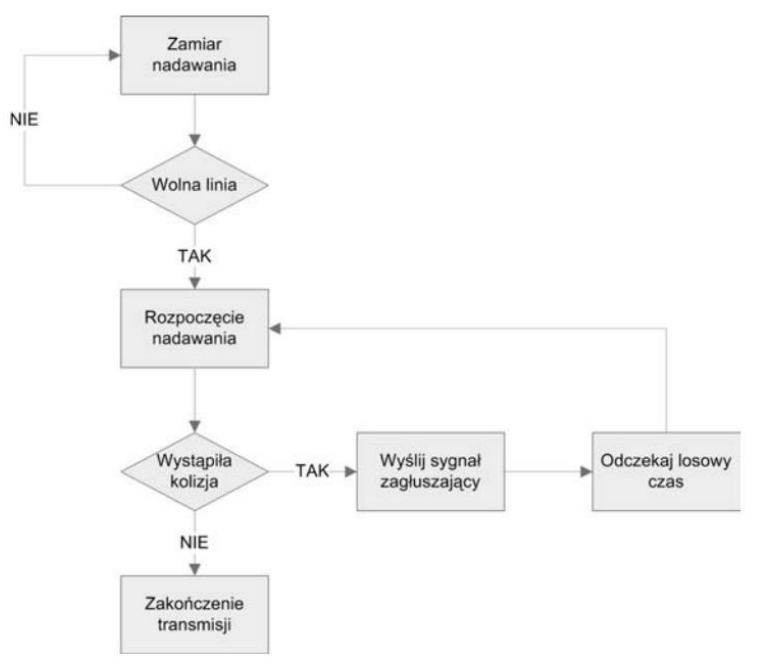 Zamiar
nadawania
NIE
Wolna linia
TAK
Rozpoczęcie
nadawania
Wystąpiła
kolizja
TAK
Wyślij sygnał
zagłuszający
Odczekaj losowy
czas
NIE
Zakończenie
transmisji